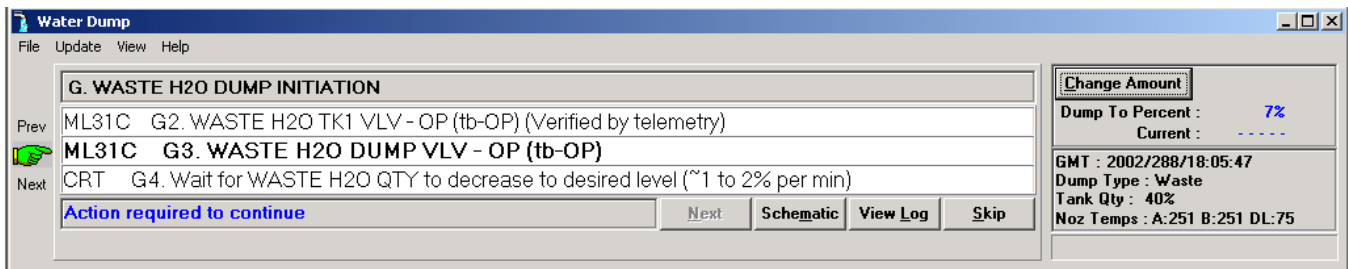 Water Dump
File Update View Help
G. WASTE H2O DUMP INITIATION
Prev
ML31C G2. WASTE H2O TK1 VLV - OP (tb-OP) (Verified by telemetry)
ML31C G3. WASTE H2O DUMP VLV - OP (tb-OP)
Next
CRT G4. Wait for WASTE H2O QTY to decrease to desired level (~1 to 2% per min)
Action required to continue
Next Schematic View Log Skip
Change Amount
Dump To Percent : 7%
Current : - - - - -
GMT : 2002/288/18:05:47
Dump Type : Waste
Tank Qty : 40%
Noz Temps : A:251 B:251 DL:75